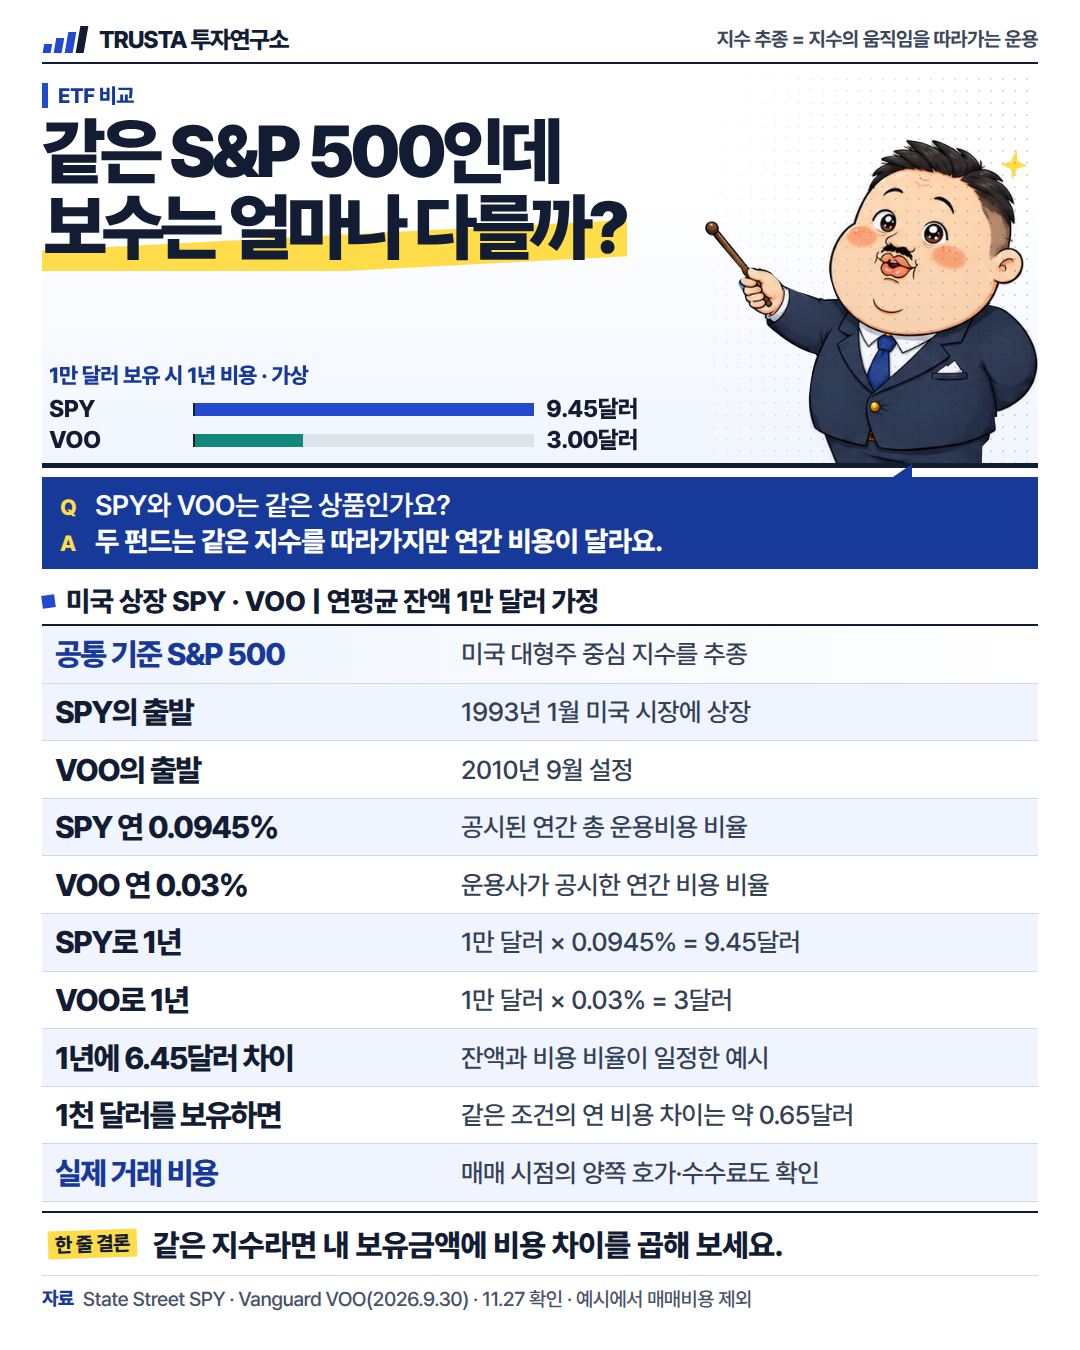 TRUSTA 투자연구소
지수 추종 = 지수의 움직임을 따라가는 운용
ETF 비교
같은 S&P 500인데
보수는 얼마나 다를까?
1만 달러 보유 시 1년 비용 · 가상
SPY 9.45달러
VOO 3.00달러
Q SPY와 VOO는 같은 상품인가요?
A 두 펀드는 같은 지수를 따라가지만 연간 비용이 달라요.
미국 상장 SPY · VOO | 연평균 잔액 1만 달러 가정
공통 기준 S&P 500 미국 대형주 중심 지수를 추종
SPY의 출발 1993년 1월 미국 시장에 상장
VOO의 출발 2010년 9월 설정
SPY 연 0.0945% 공시된 연간 총 운용비용 비율
VOO 연 0.03% 운용사가 공시한 연간 비용 비율
SPY로 1년 1만 달러 × 0.0945% = 9.45달러
VOO로 1년 1만 달러 × 0.03% = 3달러
1년에 6.45달러 차이 잔액과 비용 비율이 일정한 예시
1천 달러를 보유하면 같은 조건의 연 비용 차이는 약 0.65달러
실제 거래 비용 매매 시점의 양쪽 호가·수수료도 확인
한 줄 결론 같은 지수라면 내 보유금액에 비용 차이를 곱해 보세요.
자료 State Street SPY · Vanguard VOO(2026.9.30) · 11.27 확인 · 예시에서 매매비용 제외